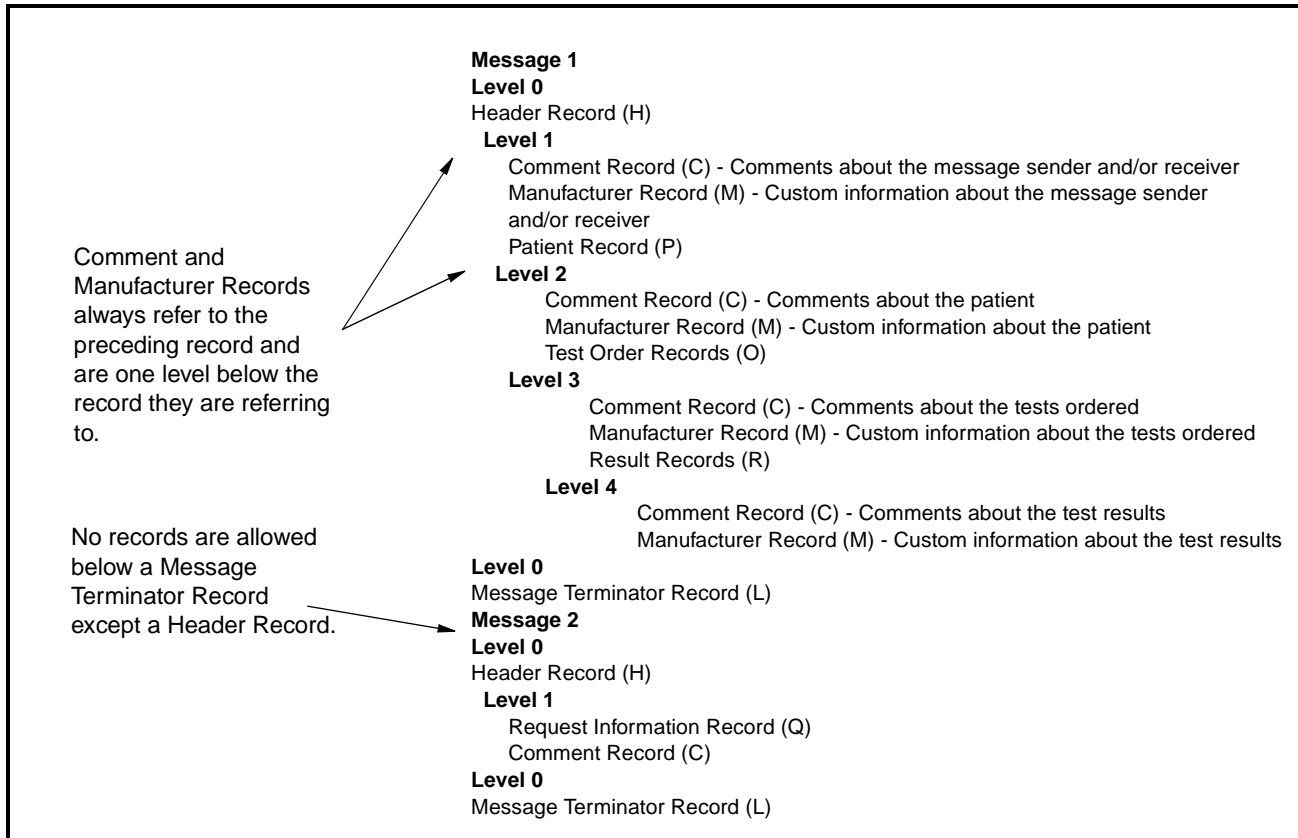 Message 1
Level 0
Header Record (H)
Level 1
Comment Record (C) - Comments about the message sender and/or receiver
Manufacturer Record (M) - Custom information about the message sender
and/or receiver
Patient Record (P)
Comment and
Manufacturer Records
always refer to the
preceding record and
are one level below the
record they are referring
to.
Level 2
Comment Record (C) - Comments about the patient
Manufacturer Record (M) - Custom information about the patient
Test Order Records (O)
Level 3
Comment Record (C) - Comments about the tests ordered
Manufacturer Record (M) - Custom information about the tests ordered
Result Records (R)
Level 4
Comment Record (C) - Comments about the test results
Manufacturer Record (M) - Custom information about the test results
No records are allowed
below a Message
Terminator Record
except a Header Record.
Level 0
Message Terminator Record (L)
Message 2
Level 0
Header Record (H)
Level 1
Request Information Record (Q)
Comment Record (C)
Level 0
Message Terminator Record (L)